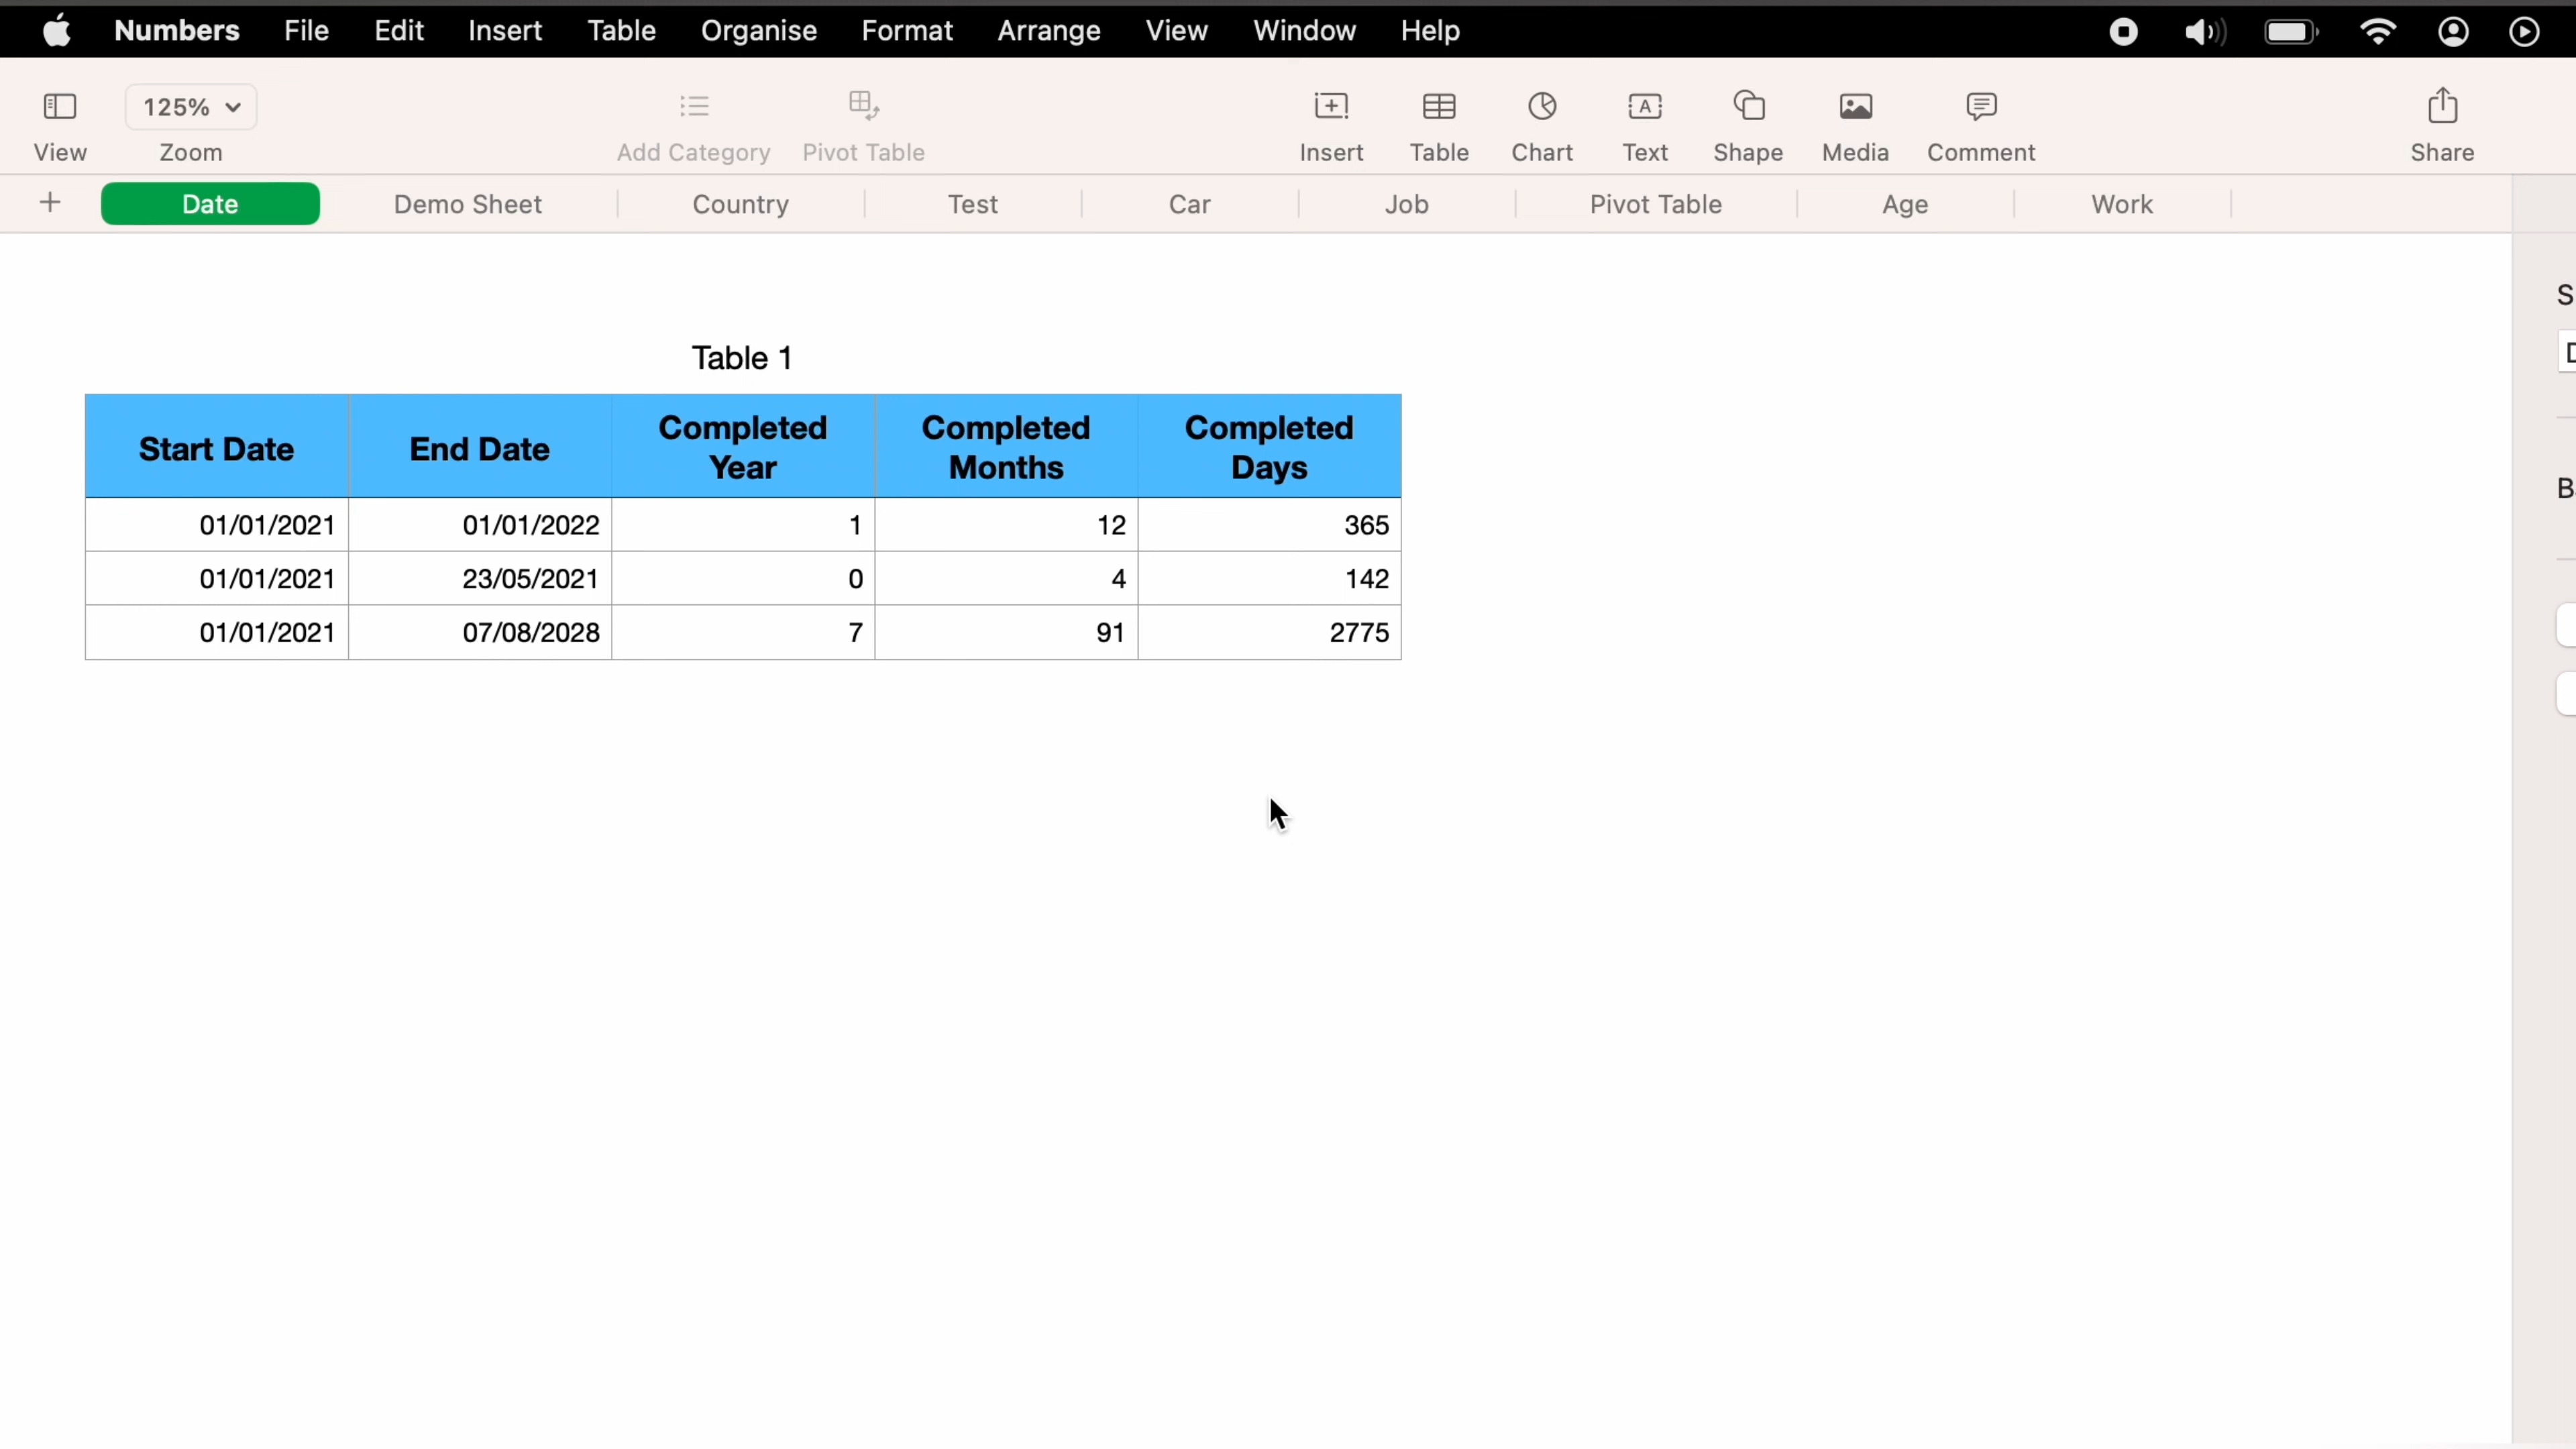 Numbers File Edit Insert Table Organise Format Arrange View Window Help
125%
View Zoom Add Category Pivot Table Insert Table Chart Text Shape Media Comment Share
+ Date Demo Sheet Country Test Car Job Pivot Table Age Work
Table 1
Start Date End Date Completed Year Completed Months Completed Days
01/01/2021 01/01/2022 1 12 365
01/01/2021 23/05/2021 0 4 142
01/01/2021 07/08/2028 7 91 2775